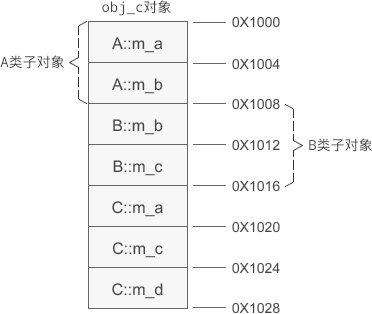 obj_c对象
0X1000
A::m_a
A类子对象
0X1004
A::m_b
0X1008
B::m_b
0X1012
B类子对象
B::m_c
0X1016
C::m_a
0X1020
C::m_c
0X1024
C::m_d
0X1028